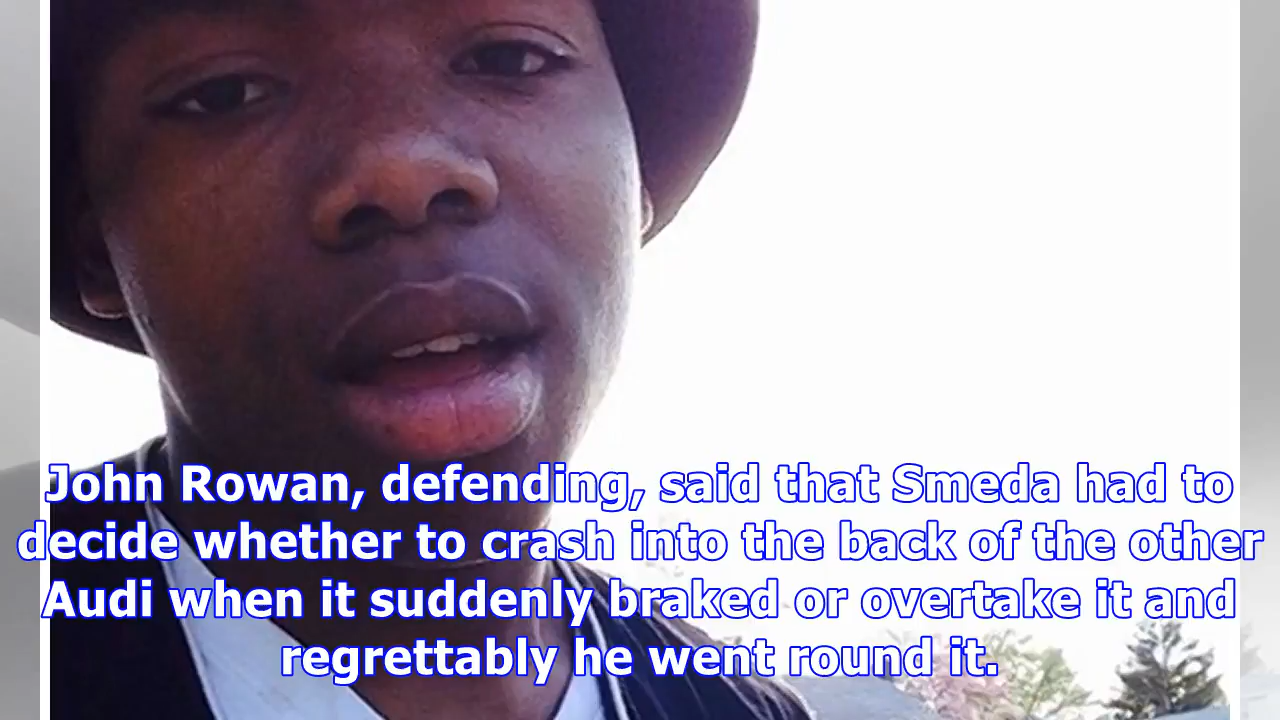 John Rowan, defending, said that Smeda had to
decide whether to crash into the back of the other
Audi when it suddenly braked or overtake it and
regrettably he went round it.